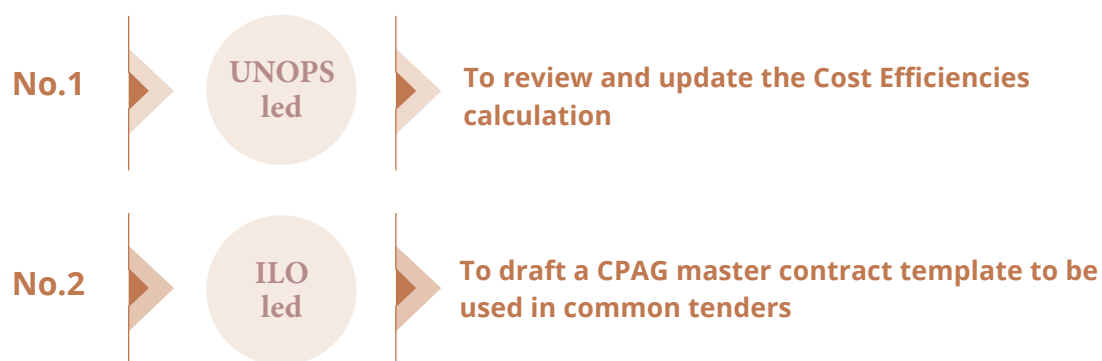 No.1
UNOPS
led
To review and update the Cost Efficiencies
calculation
No.2
ILO
led
To draft a CPAG master contract template to be
used in common tenders